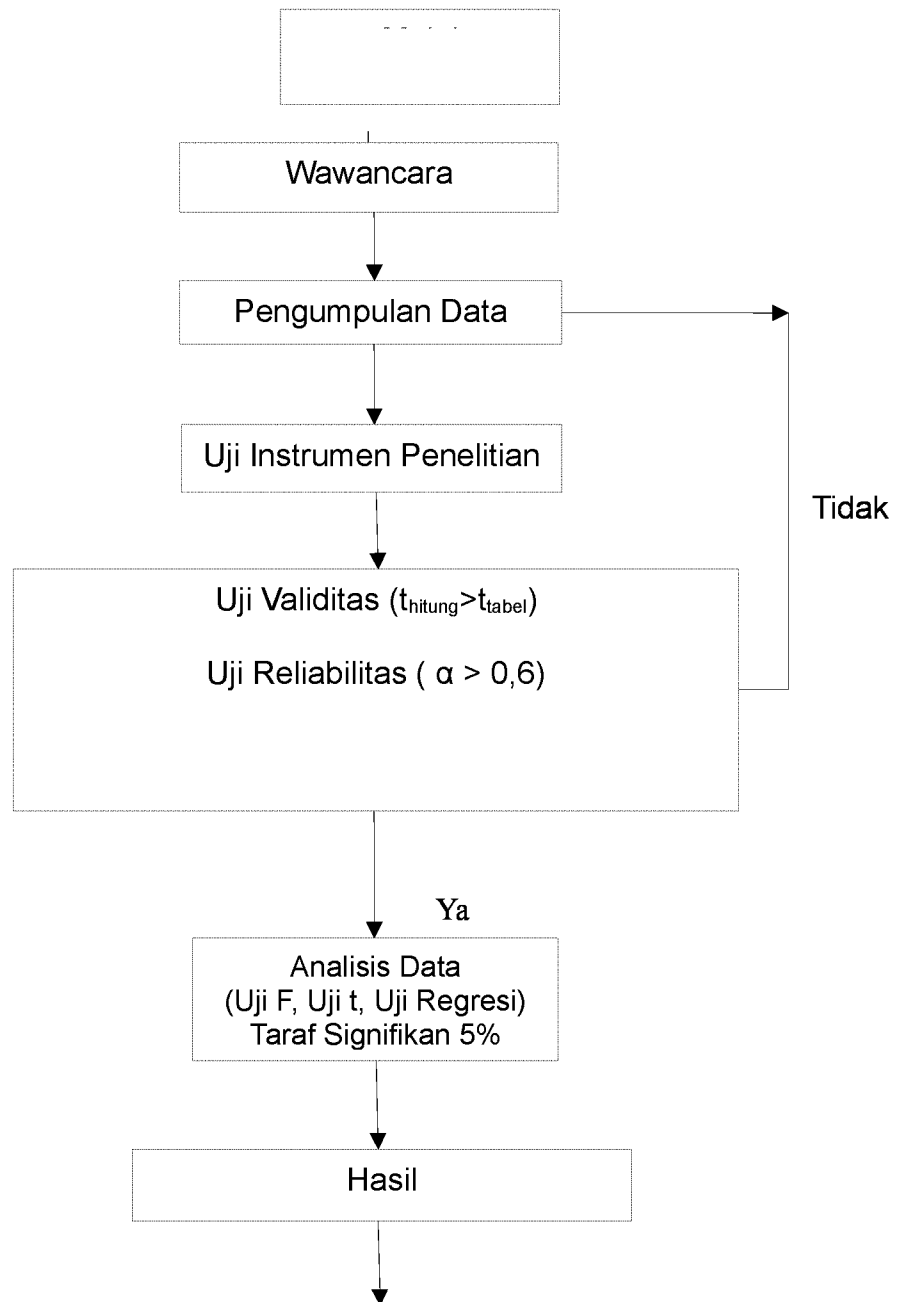 Wawancara
Pengumpulan Data
Uji Instrumen Penelitian
Tidak
Uji Validitas (thitung>ttabel)
Uji Reliabilitas ( α > 0,6)
Ya
Analisis Data
(Uji F, Uji t, Uji Regresi)
Taraf Signifikan 5%
Hasil